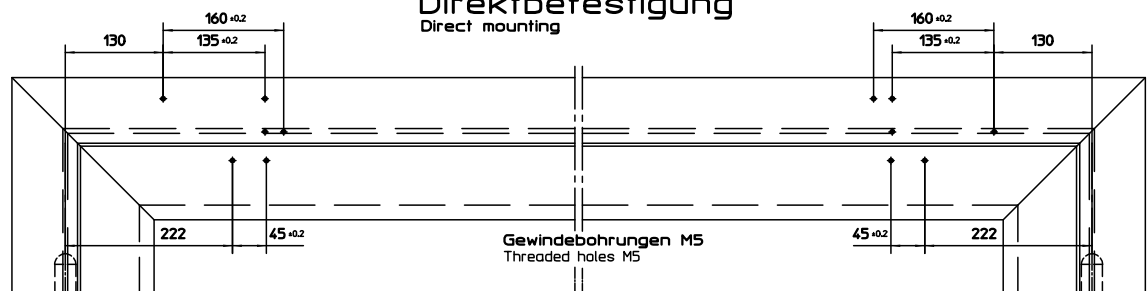 Direktbefestigung
Direct mounting
160 ±0.2
160 ±0.2
130
135 ±0.2
135 ±0.2
130
222
45 ±0.2
Gewindebohrungen M5
Threaded holes M5
45 ±0.2
222